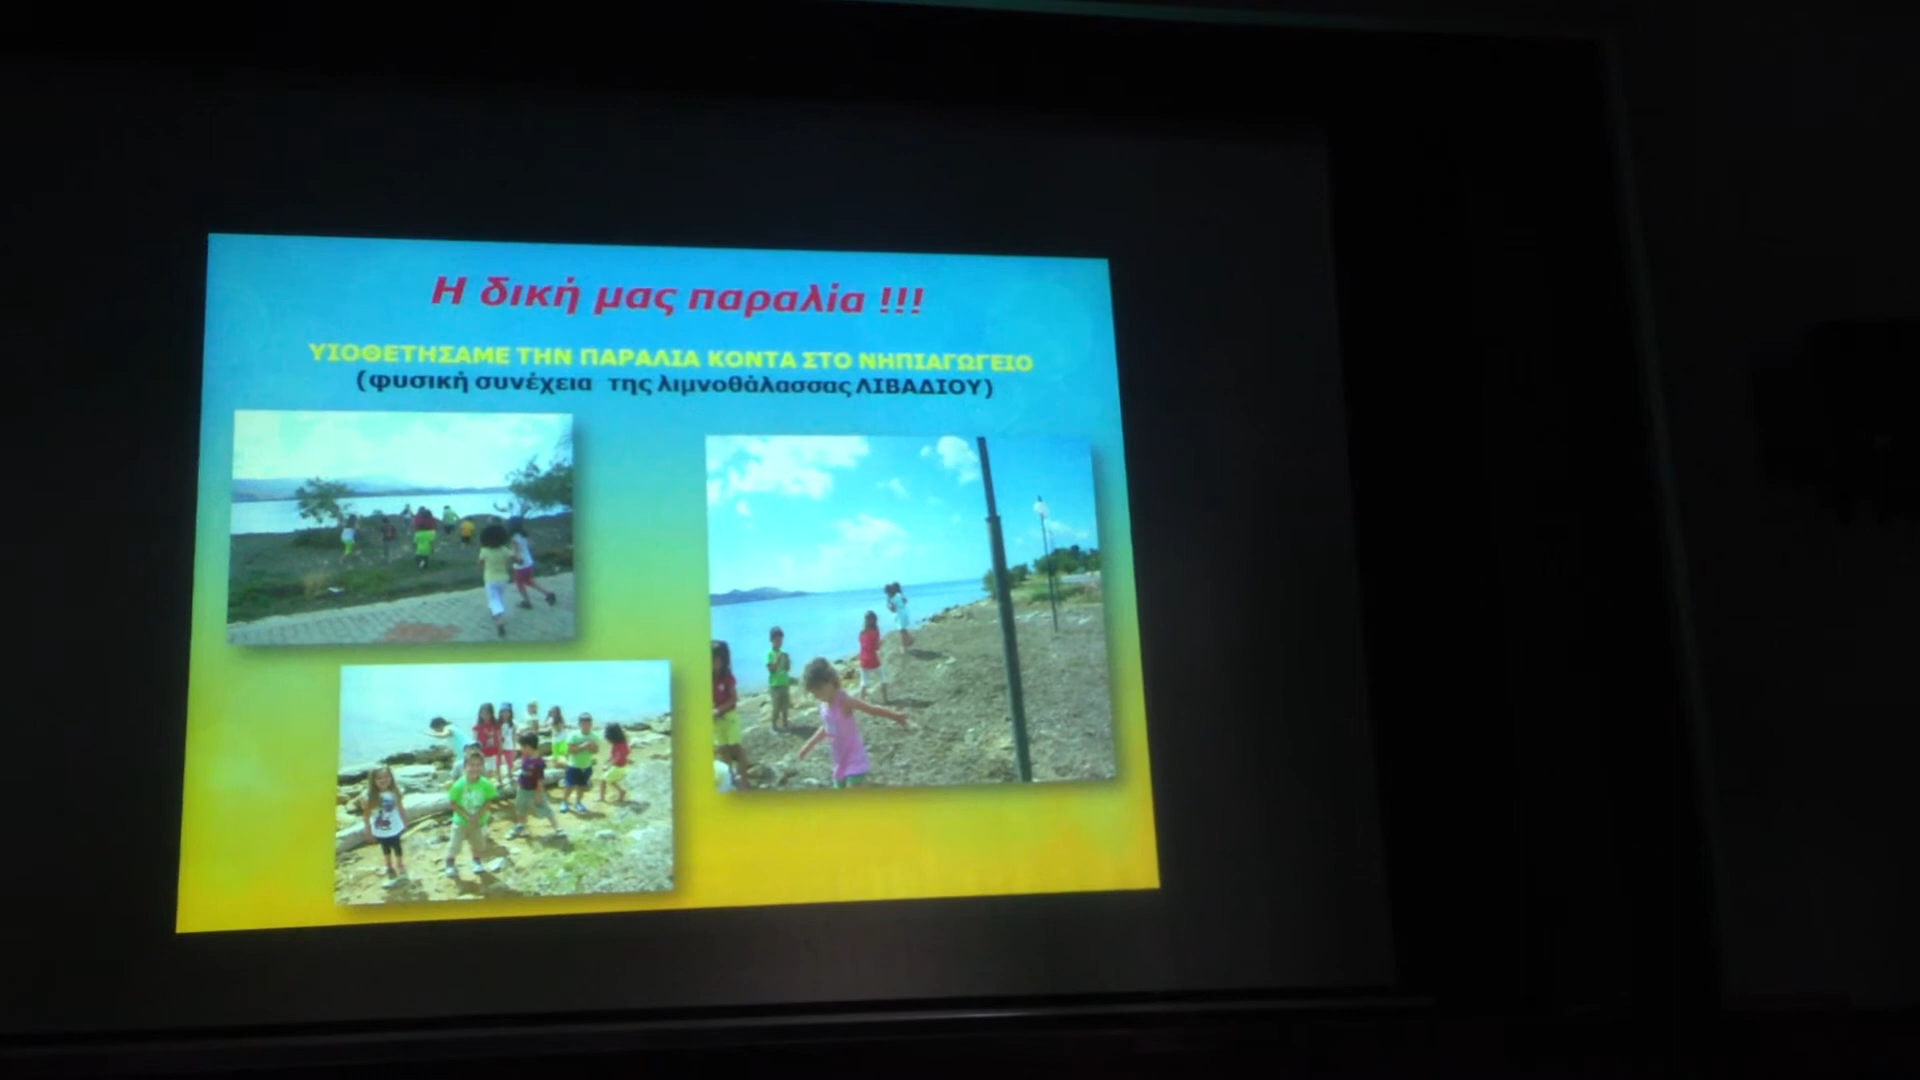 Η δική μας παραλία !!!
ΥΙΟΘΕΤΗΣΑΜΕ ΤΗΝ ΠΑΡΑΛΙΑ ΚΟΝΤΑ ΣΤΟ ΝΗΠΙΑΓΩΓΕΙΟ
(φυσική συνέχεια της λιμνοθάλασσας ΛΙΒΑΔΙΟΥ)